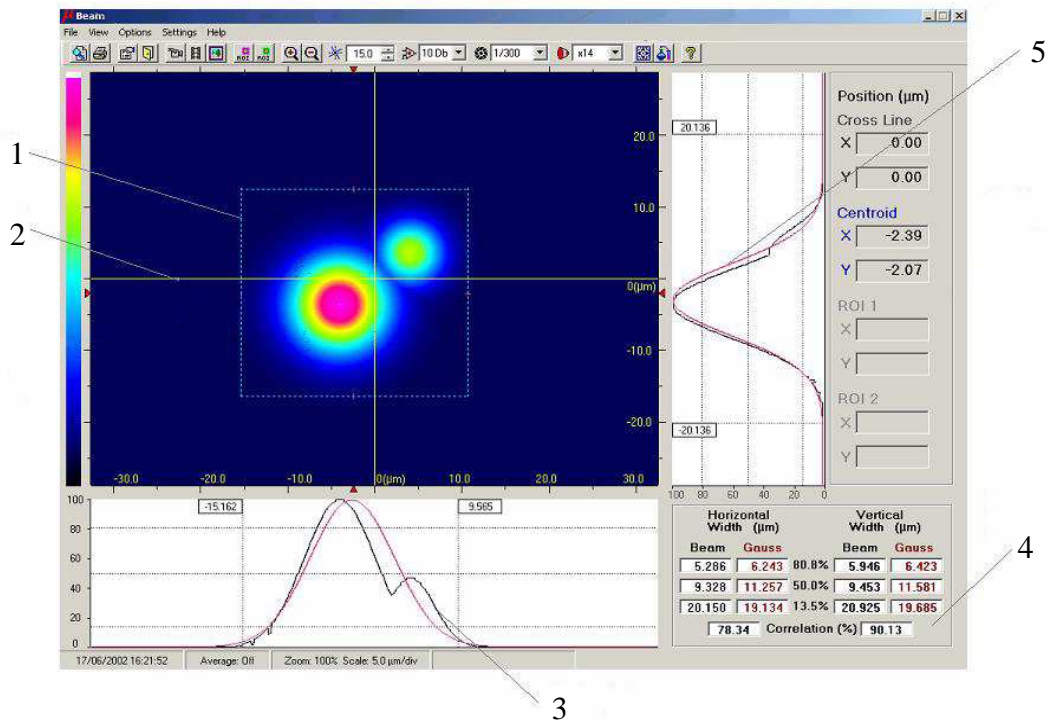 μ Beam
File View Options Settings Help
ROI ROI 15.0 10 Db 1/300 x14 ?
5
1
2
20.0
10.0
0(μm)
-10.0
-20.0
-30.0 -20.0 -10.0 0(μm) 10.0 20.0 30.0
20.136
-20.136
100 80 60 40 20 0
Position (μm)
Cross Line
X 0.00
Y 0.00
Centroid
X -2.39
Y -2.07
ROI 1
X
Y
ROI 2
X
Y
100
80
60
40
20
0
-15.162 9.565
Horizontal Vertical
Width (μm) Width (μm)
Beam Gauss Beam Gauss
5.286 6.243 80.8% 5.946 6.423
9.328 11.257 50.0% 9.453 11.581
20.150 19.134 13.5% 20.925 19.685
78.34 Correlation (%) 90.13
4
17/06/2002 16:21:52 Average: Off Zoom: 100% Scale: 5.0 μm/div
3